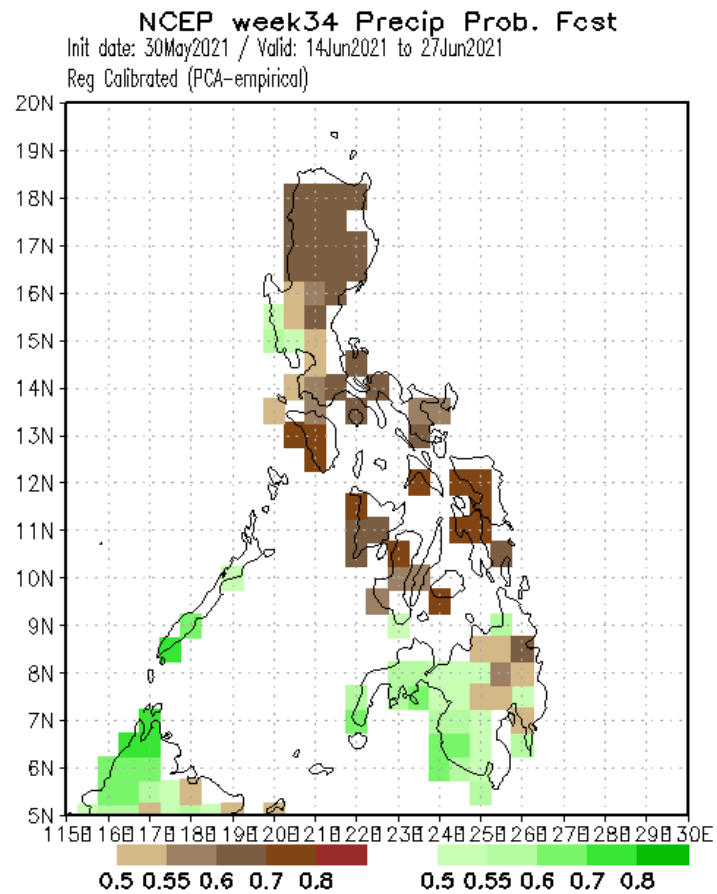 NCEP week34 Precip Prob. Fcst
Init date: 30May2021 / Valid: 14Jun2021 to 27Jun2021
Reg Calibrated (PCA-empirical)
20N
19N
18N
17N
16N
15N
14N
13N
12N
11N
10N
9N
8N
7N
6N
5N
115E 116E 117E 118E 119E 120E 121E 122E 123E 124E 125E 126E 127E 128E 129E 130E
0.5 0.55 0.6 0.7 0.8 0.5 0.55 0.6 0.7 0.8